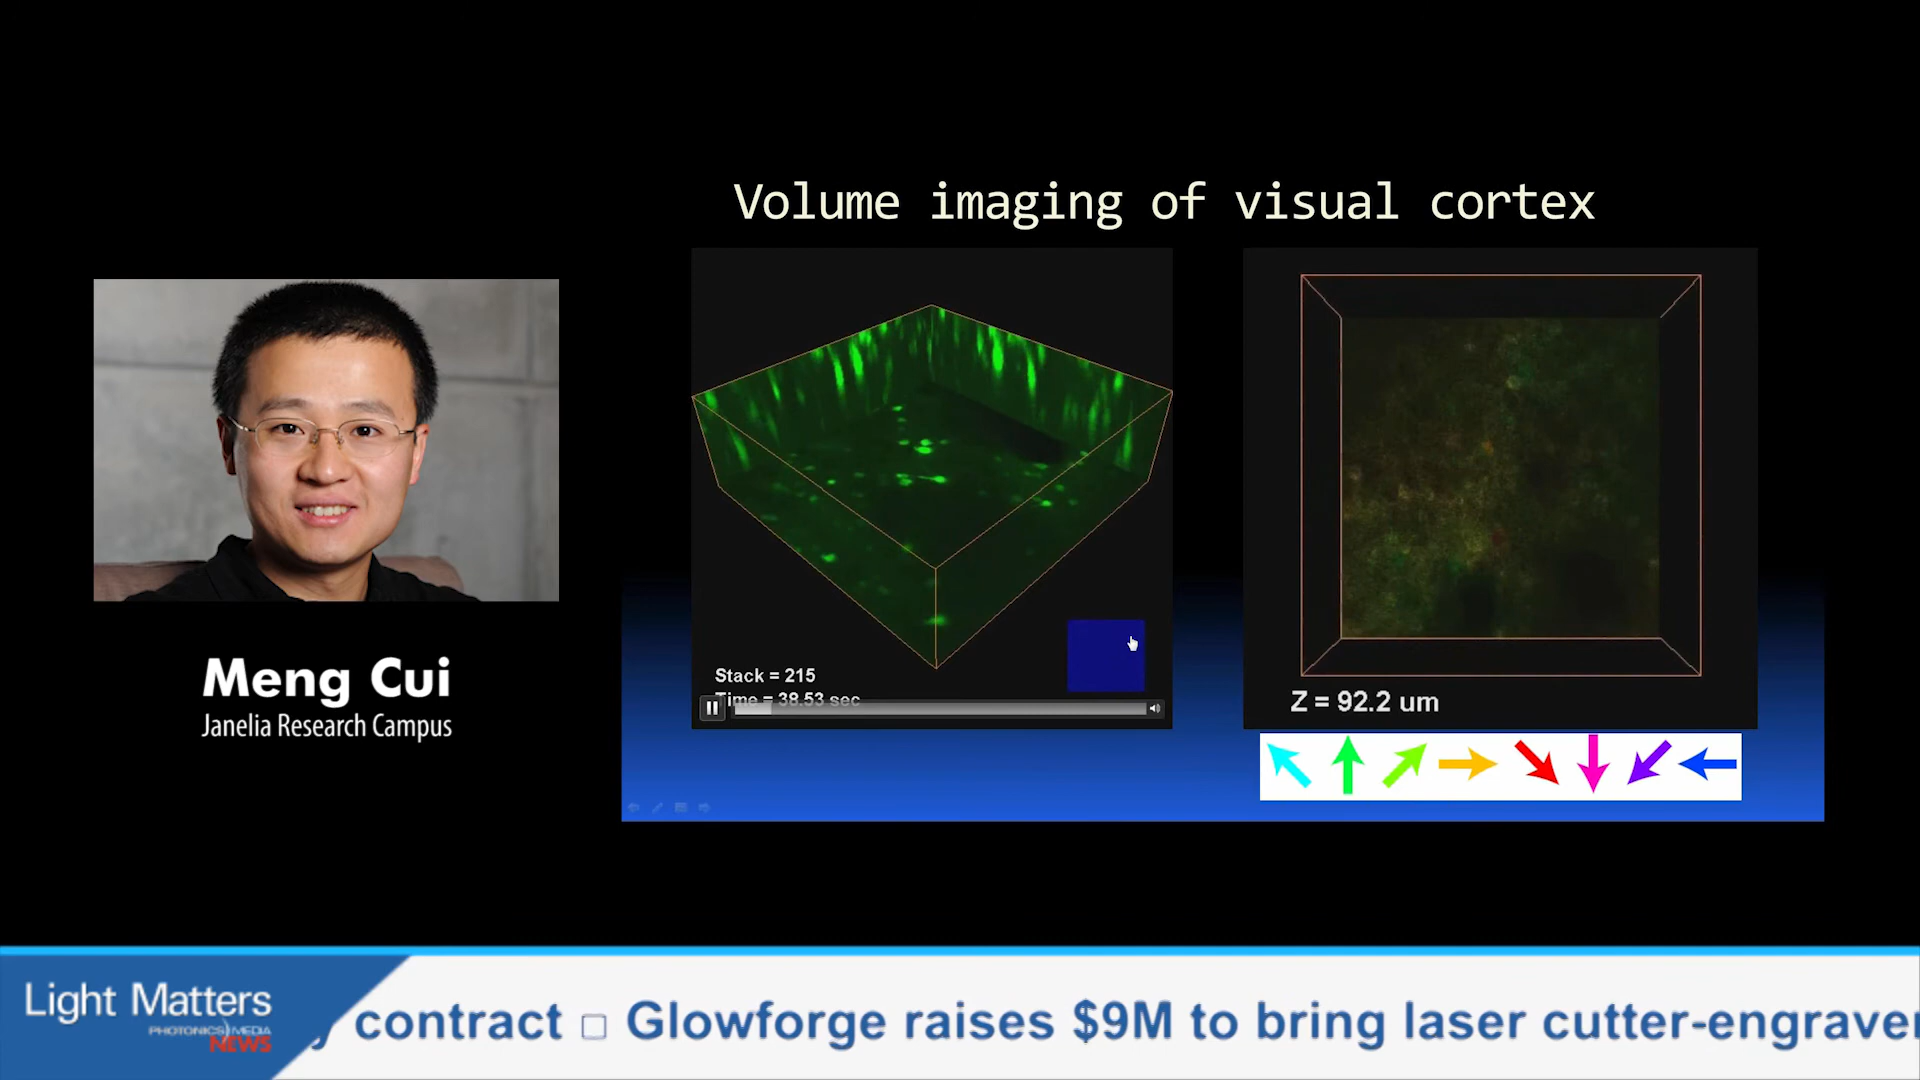 Volume imaging of visual cortex
Stack = 215
Time = 38.53 sec
Z = 92.2 um
Meng Cui
Janelia Research Campus
Light Matters
PHOTONICS MEDIA
NEWS
contract □ Glowforge raises $9M to bring laser cutter-engraver